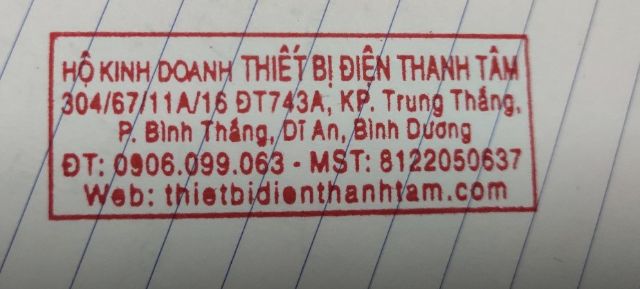 HỘ KINH DOANH THIẾT BỊ ĐIỆN THANH TÂM
304/67/11A/16 ĐT743A, KP. Trung Thắng,
P. Bình Thắng, Dĩ An, Bình Dương
ĐT: 0906.099.063 - MST: 8122050637
Web: thietbidienthanhtam.com